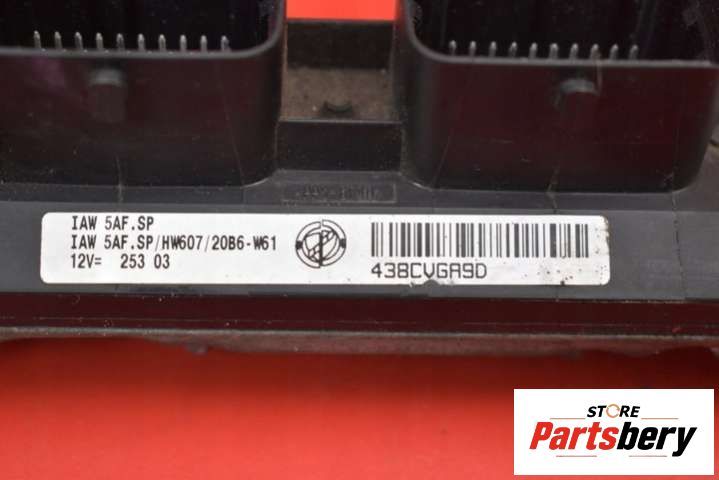 IAW 5AF.SP
IAW 5AF.SP/HW607/20B6-W61
12V= 253 03
438CVGA9D
STORE
Partsbery